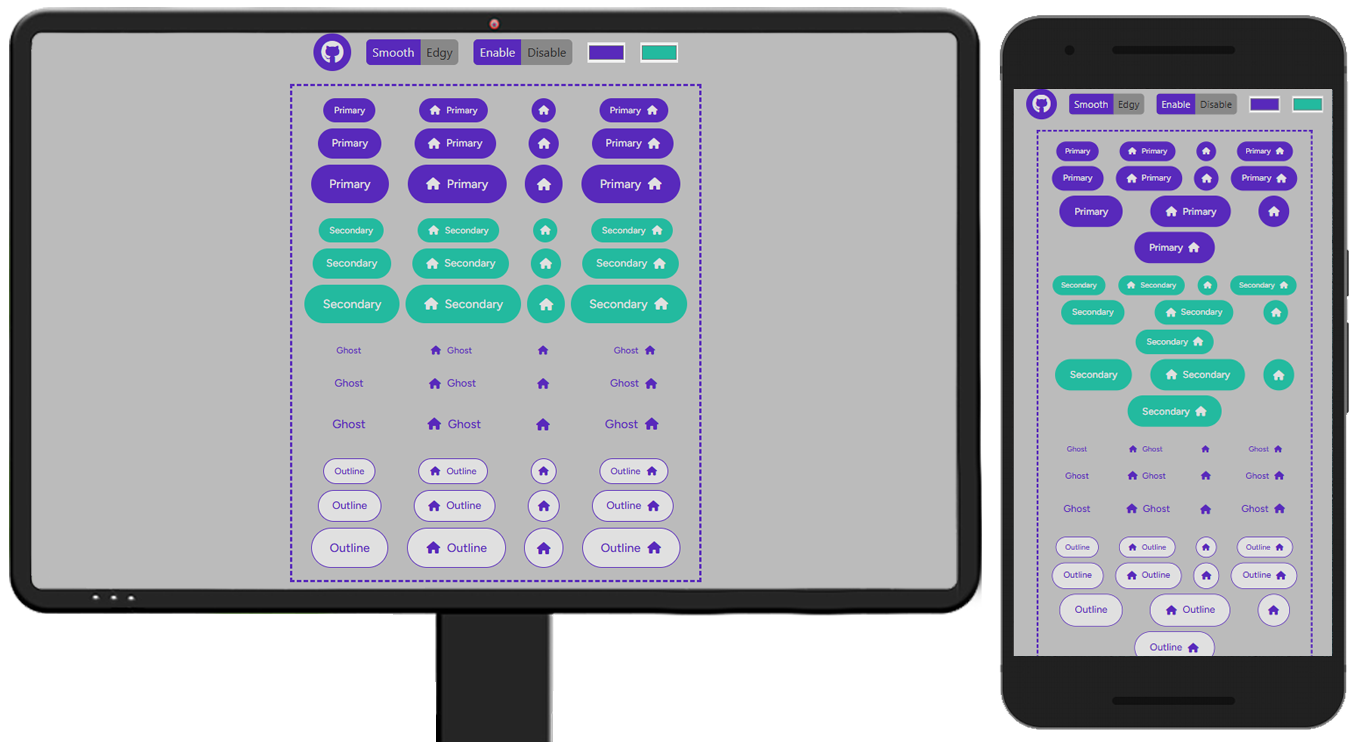 Smooth Edgy Enable Disable
Primary Primary Primary
Primary Primary Primary
Primary Primary Primary
Secondary Secondary Secondary
Secondary Secondary Secondary
Secondary Secondary Secondary
Ghost Ghost Ghost
Ghost Ghost Ghost
Ghost Ghost Ghost
Outline Outline Outline
Outline Outline Outline
Outline Outline Outline
Smooth Edgy Enable Disable
Primary Primary Primary
Primary Primary Primary
Primary Primary
Primary
Secondary Secondary Secondary
Secondary Secondary
Secondary
Secondary Secondary
Secondary
Ghost Ghost Ghost
Ghost Ghost Ghost
Ghost Ghost Ghost
Outline Outline Outline
Outline Outline Outline
Outline Outline
Outline